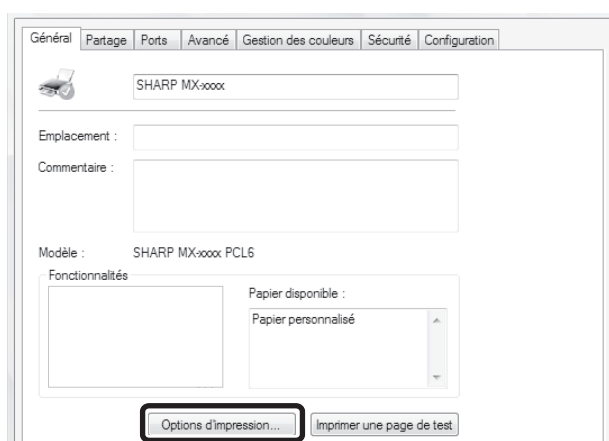 Général Partage Ports Avancé Gestion des couleurs Sécurité Configuration
SHARP MX-xxxx
Emplacement :
Commentaire :
Modèle : SHARP MX-xxxx PCL6
Fonctionnalités
Papier disponible :
Papier personnalisé
Options d'impression... Imprimer une page de test